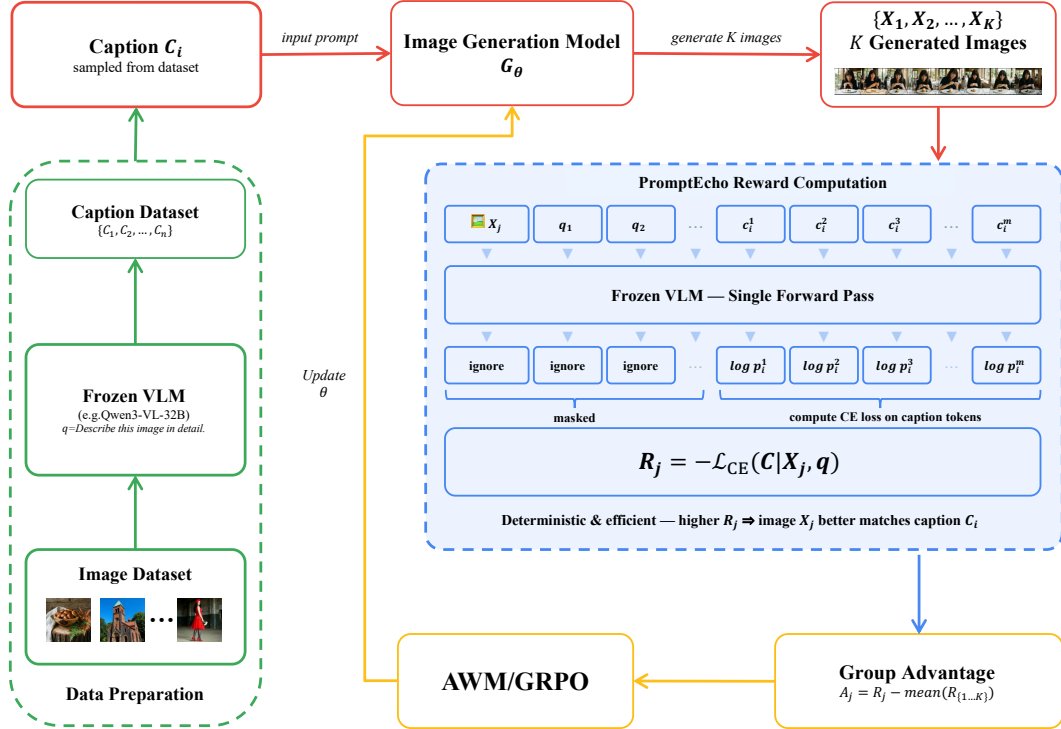 Caption C_i
sampled from dataset
input prompt
Image Generation Model
G_θ
generate K images
{X_1, X_2, … , X_K}
K Generated Images
Caption Dataset
{C_1, C_2, … , C_n}
Frozen VLM
(e.g.Qwen3-VL-32B)
q=Describe this image in detail.
Image Dataset
•••
Data Preparation
Update
θ
PromptEcho Reward Computation
X_j q_1 q_2 … c_i^1 c_i^2 c_i^3 … c_i^m
Frozen VLM — Single Forward Pass
ignore ignore ignore … log p_i^1 log p_i^2 log p_i^3 … log p_i^m
masked compute CE loss on caption tokens
R_j = −ℒ_CE(C|X_j, q)
Deterministic & efficient — higher R_j ⇒ image X_j better matches caption C_i
AWM/GRPO
Group Advantage
A_j = R_j − mean(R_{1…K})